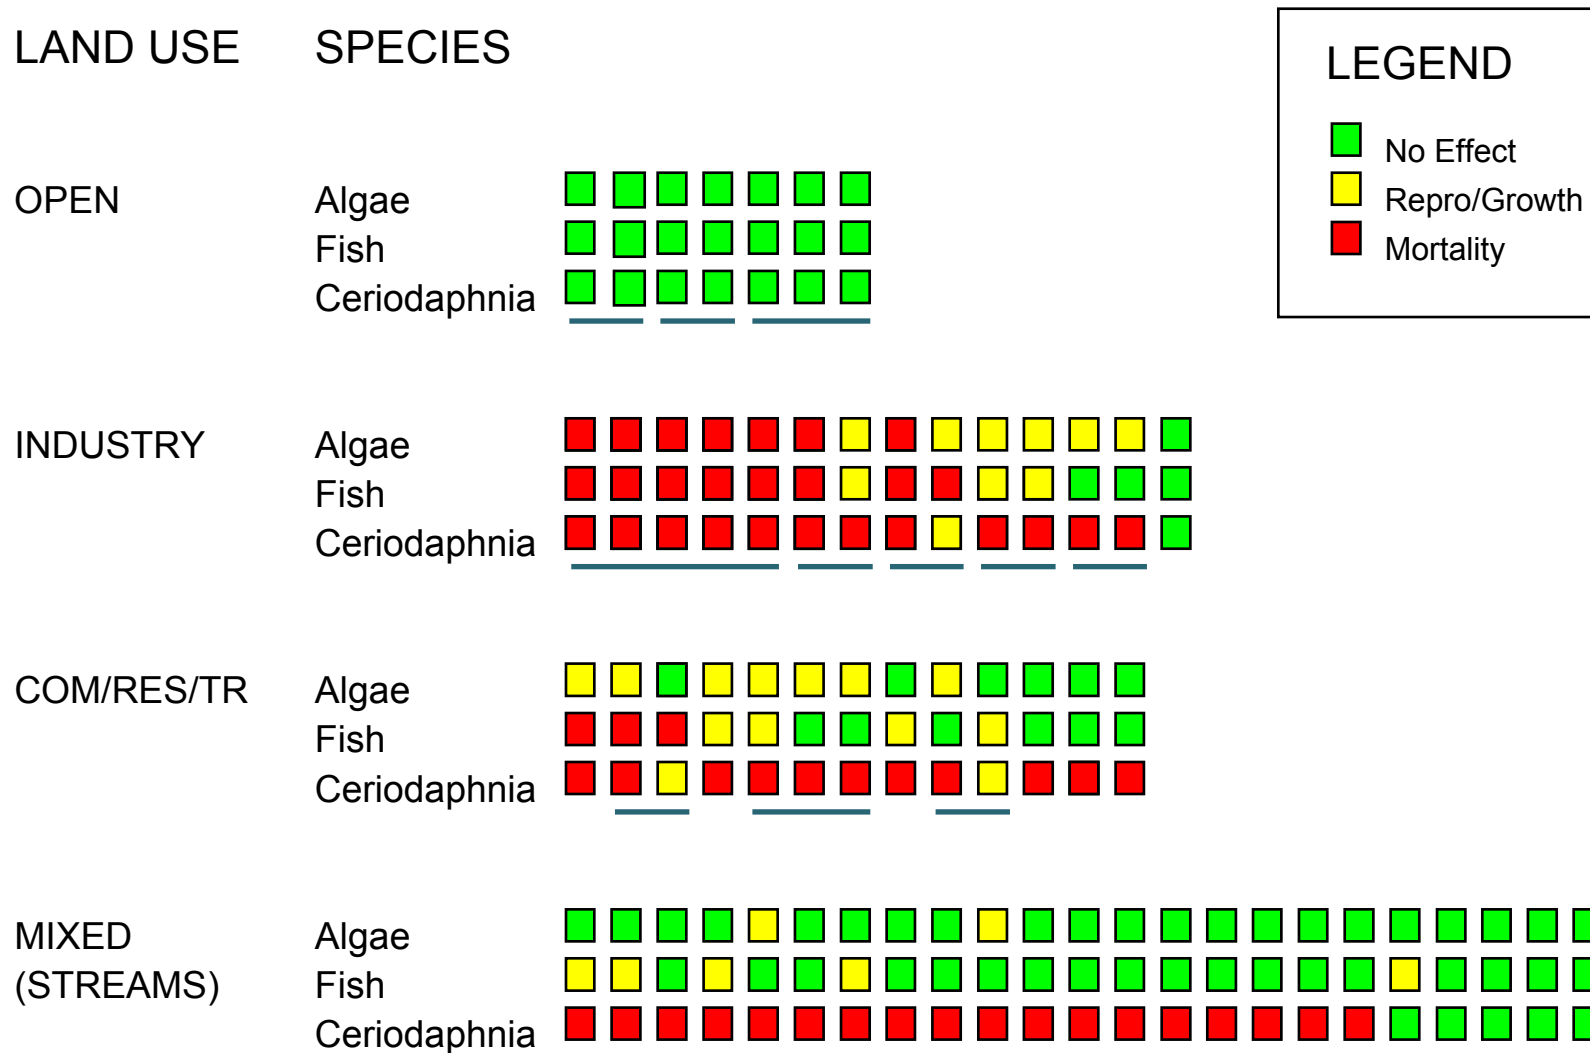 LAND USE SPECIES
LEGEND
No Effect
Repro/Growth
Mortality
OPEN Algae
Fish
Ceriodaphnia
INDUSTRY Algae
Fish
Ceriodaphnia
COM/RES/TR Algae
Fish
Ceriodaphnia
MIXED Algae
(STREAMS) Fish
Ceriodaphnia